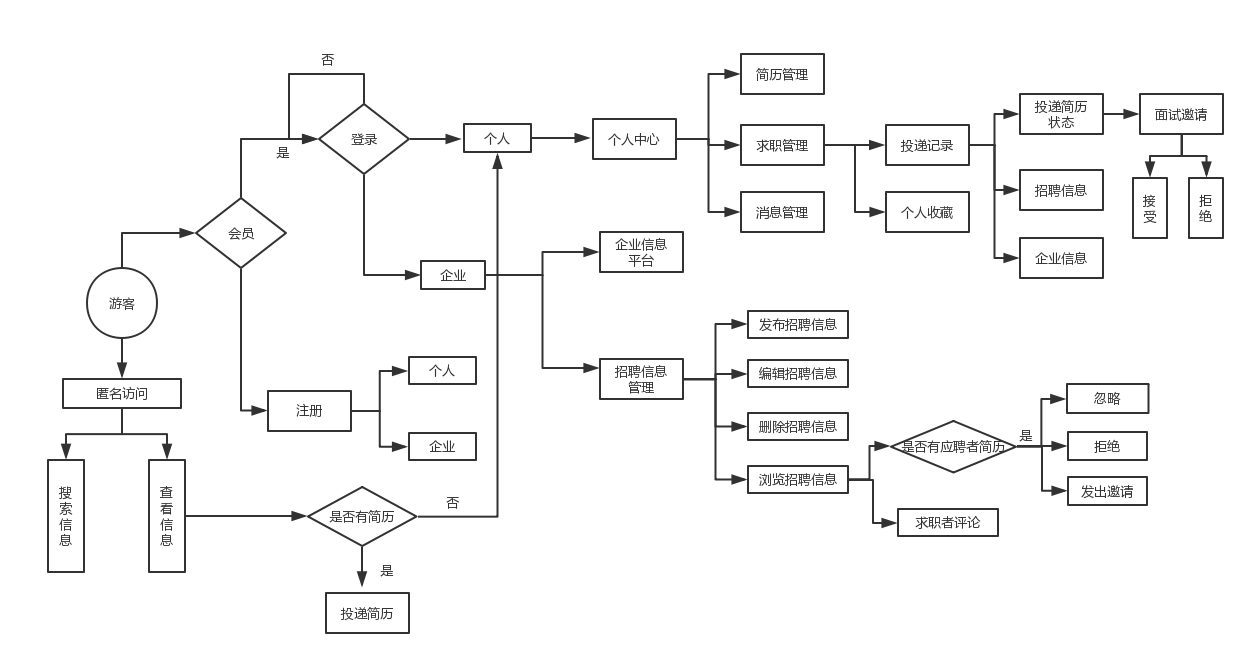 否
简历管理
投递简历
状态
面试邀请
是
登录
个人
个人中心
求职管理
投递记录
招聘信息
接
受
拒
绝
消息管理
个人收藏
企业信息
会员
企业信息
平台
企业
游客
发布招聘信息
招聘信息
管理
编辑招聘信息
匿名访问
注册
个人
企业
删除招聘信息
是否有应聘者简历
是
忽略
拒绝
发出邀请
浏览招聘信息
求职者评论
搜
索
信
息
查
看
信
息
是否有简历
否
是
投递简历